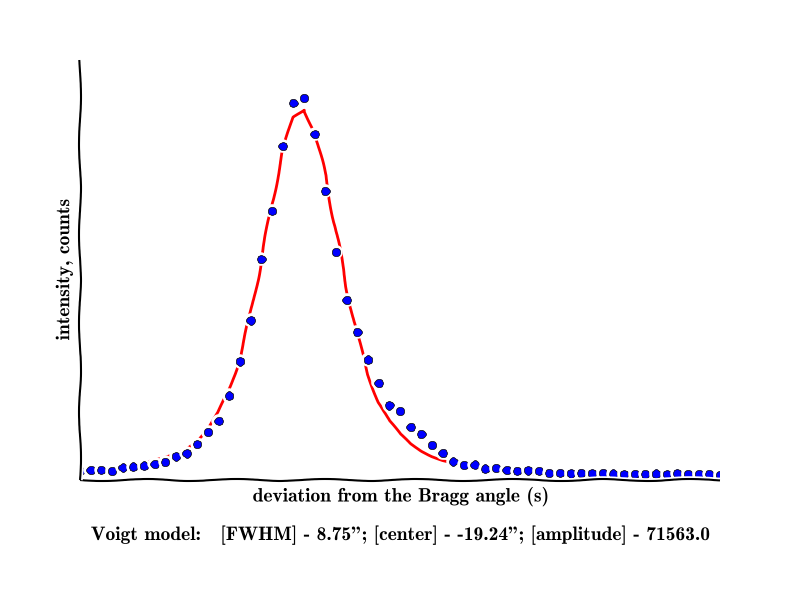 intensity, counts
deviation from the Bragg angle (s)
Voigt model: [FWHM] - 8.75”; [center] - -19.24”; [amplitude] - 71563.0